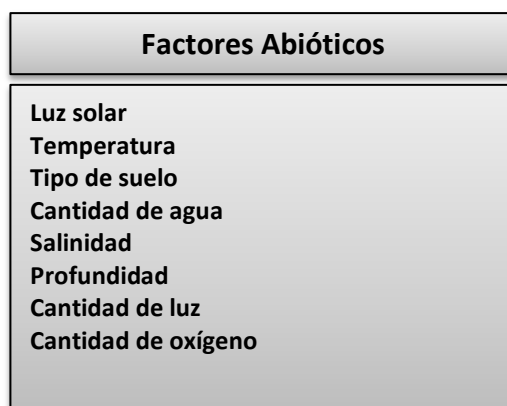 Factores Abióticos
Luz solar
Temperatura
Tipo de suelo
Cantidad de agua
Salinidad
Profundidad
Cantidad de luz
Cantidad de oxígeno